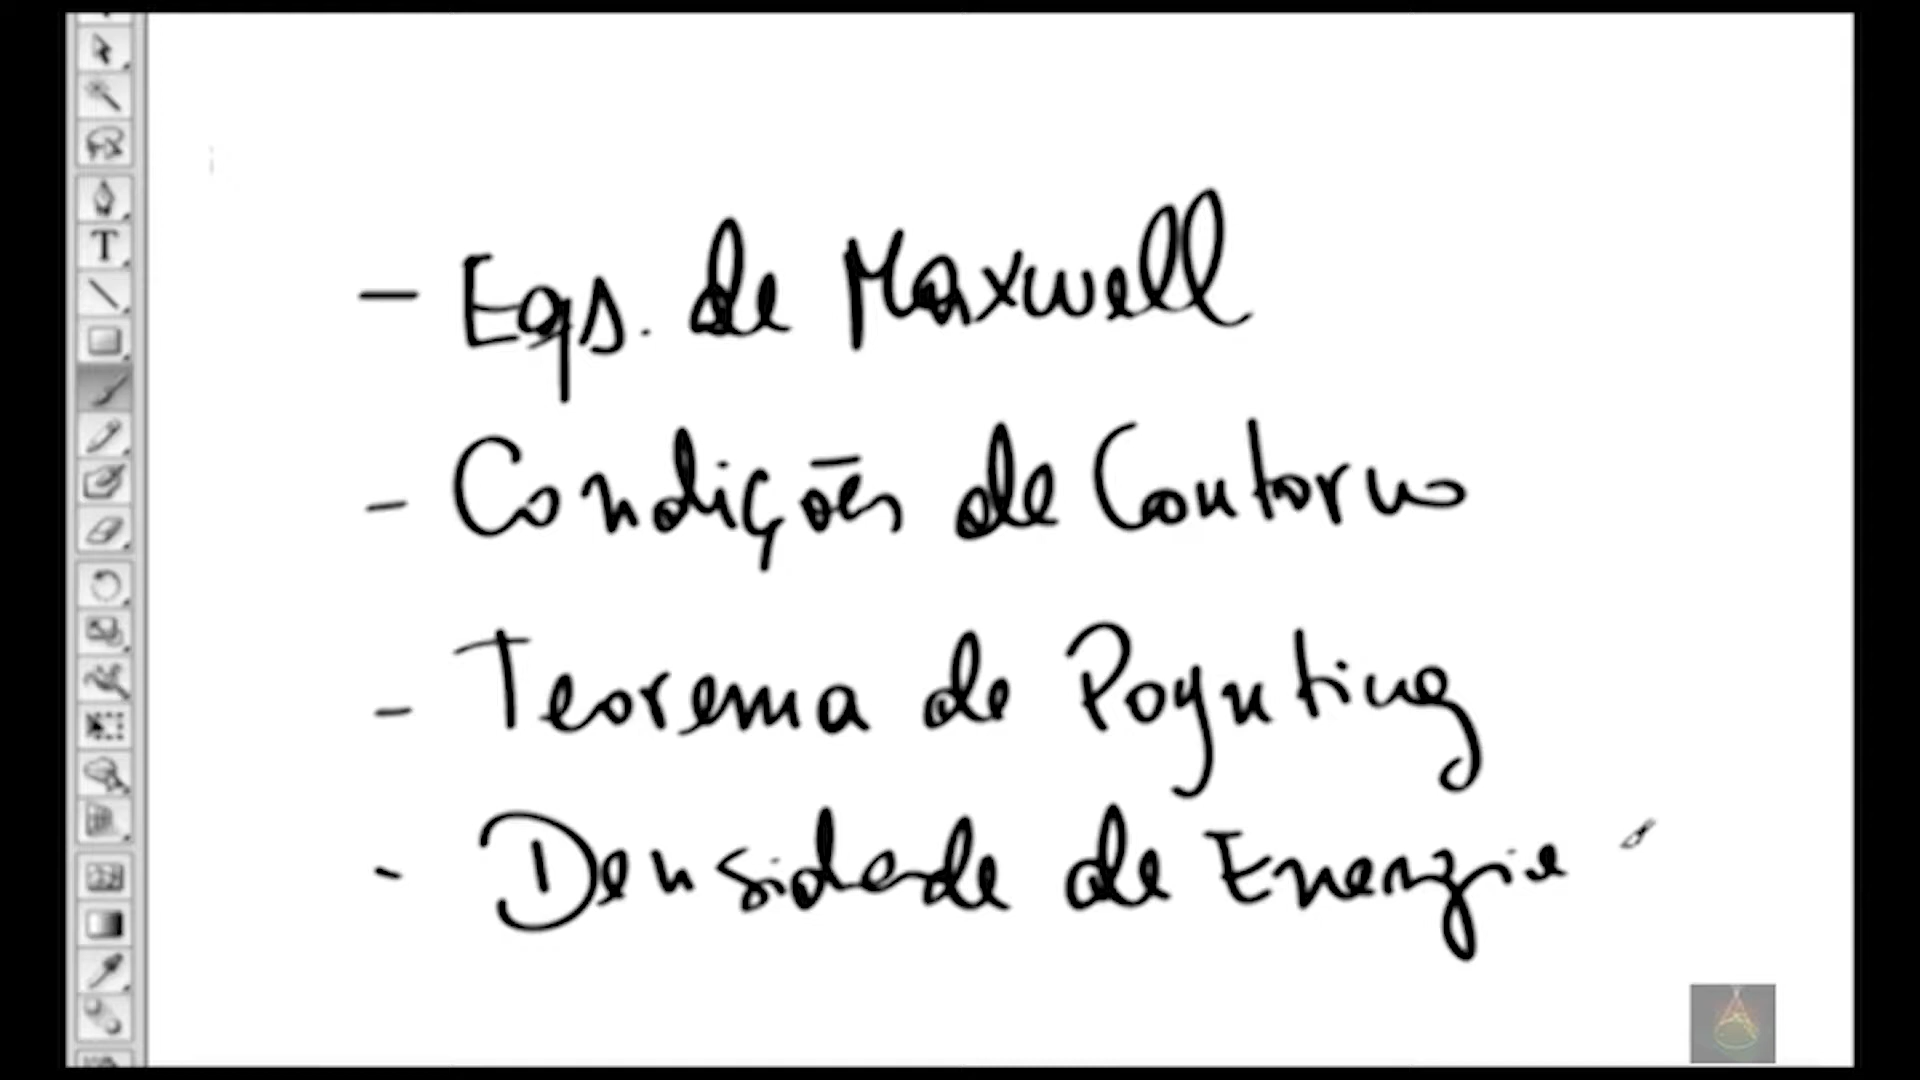 - Eqs. de Maxwell
- Condições de Contorno
- Teorema de Poynting
- Densidade de Energia